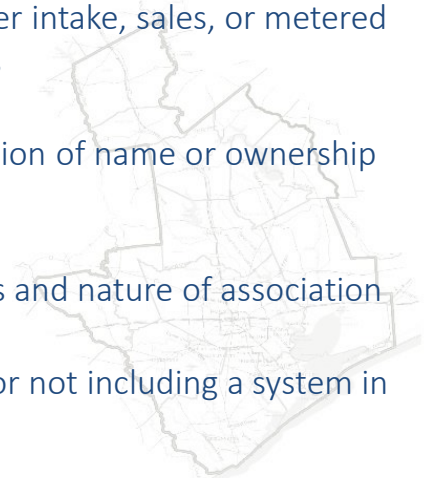 er intake, sales, or metered
ion of name or ownership
s and nature of association
or not including a system in